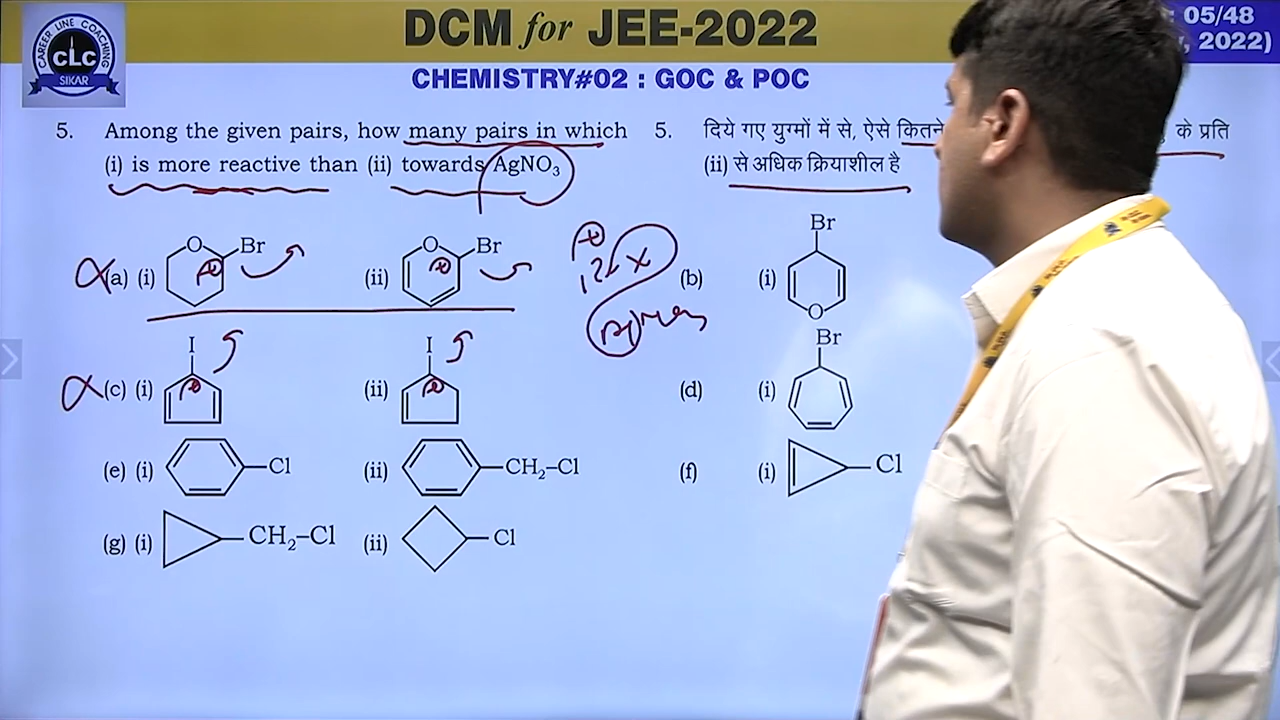 CAREER LINE COACHING
CLC
SIKAR
DCM for JEE-2022
: 05/48
, 2022)
CHEMISTRY#02 : GOC & POC
5. Among the given pairs, how many pairs in which
(i) is more reactive than (ii) towards AgNO3
5. दिये गए युग्मों में से, ऐसे कितने
के प्रति
(ii) से अधिक क्रियाशील है
(a) (i) O Br (ii) O Br
(b) (i) Br O
(c) (i) I (ii) I
(d) (i) Br
(e) (i) Cl (ii) CH2–Cl
(f) (i) Cl
(g) (i) CH2–Cl (ii) Cl